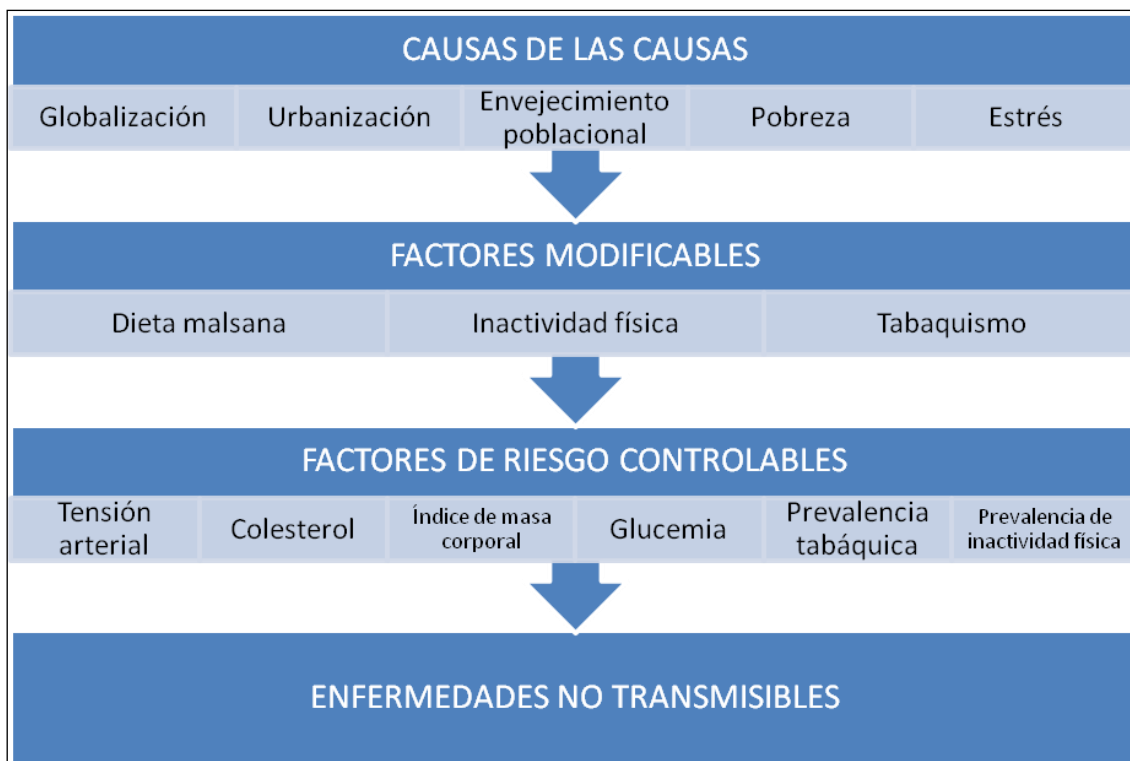 CAUSAS DE LAS CAUSAS
Globalización
Urbanización
Envejecimiento
poblacional
Pobreza
Estrés
FACTORES MODIFICABLES
Dieta malsana
Inactividad física
Tabaquismo
FACTORES DE RIESGO CONTROLABLES
Tensión
arterial
Colesterol
Índice de masa
corporal
Glucemia
Prevalencia
tabáquica
Prevalencia de
inactividad física
ENFERMEDADES NO TRANSMISIBLES